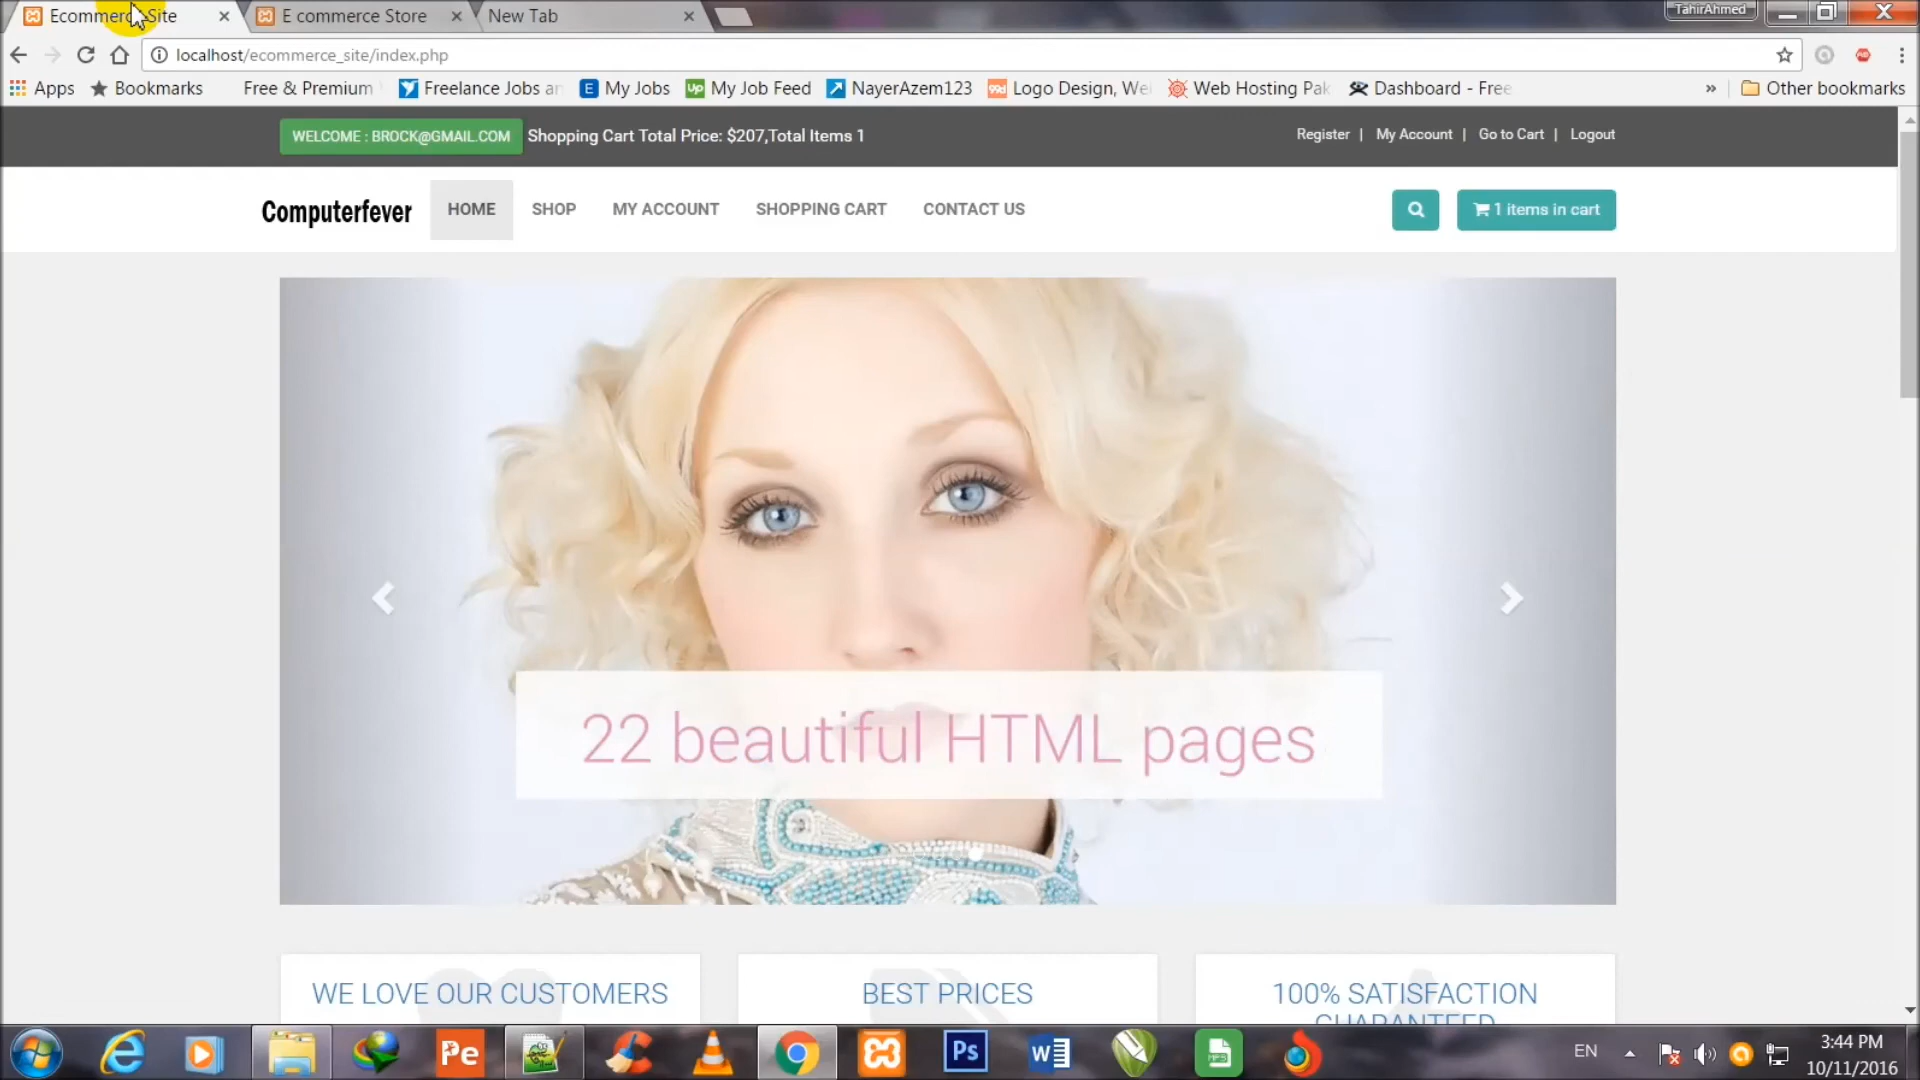 Ecommerce Site
E commerce Store
New Tab
TahirAhmed
localhost/ecommerce_site/index.php
Apps
Bookmarks
Free & Premium
Freelance Jobs an
My Jobs
My Job Feed
NayerAzem123
Logo Design, We
Web Hosting Pak
Dashboard - Free
Other bookmarks
WELCOME : BROCK@GMAIL.COM
Shopping Cart Total Price: $207,Total Items 1
Register | My Account | Go to Cart | Logout
Computerfever
HOME
SHOP
MY ACCOUNT
SHOPPING CART
CONTACT US
1 items in cart
22 beautiful HTML pages
WE LOVE OUR CUSTOMERS
BEST PRICES
100% SATISFACTION
GUARANTEED
Pe
Ps
EN
3:44 PM
10/11/2016